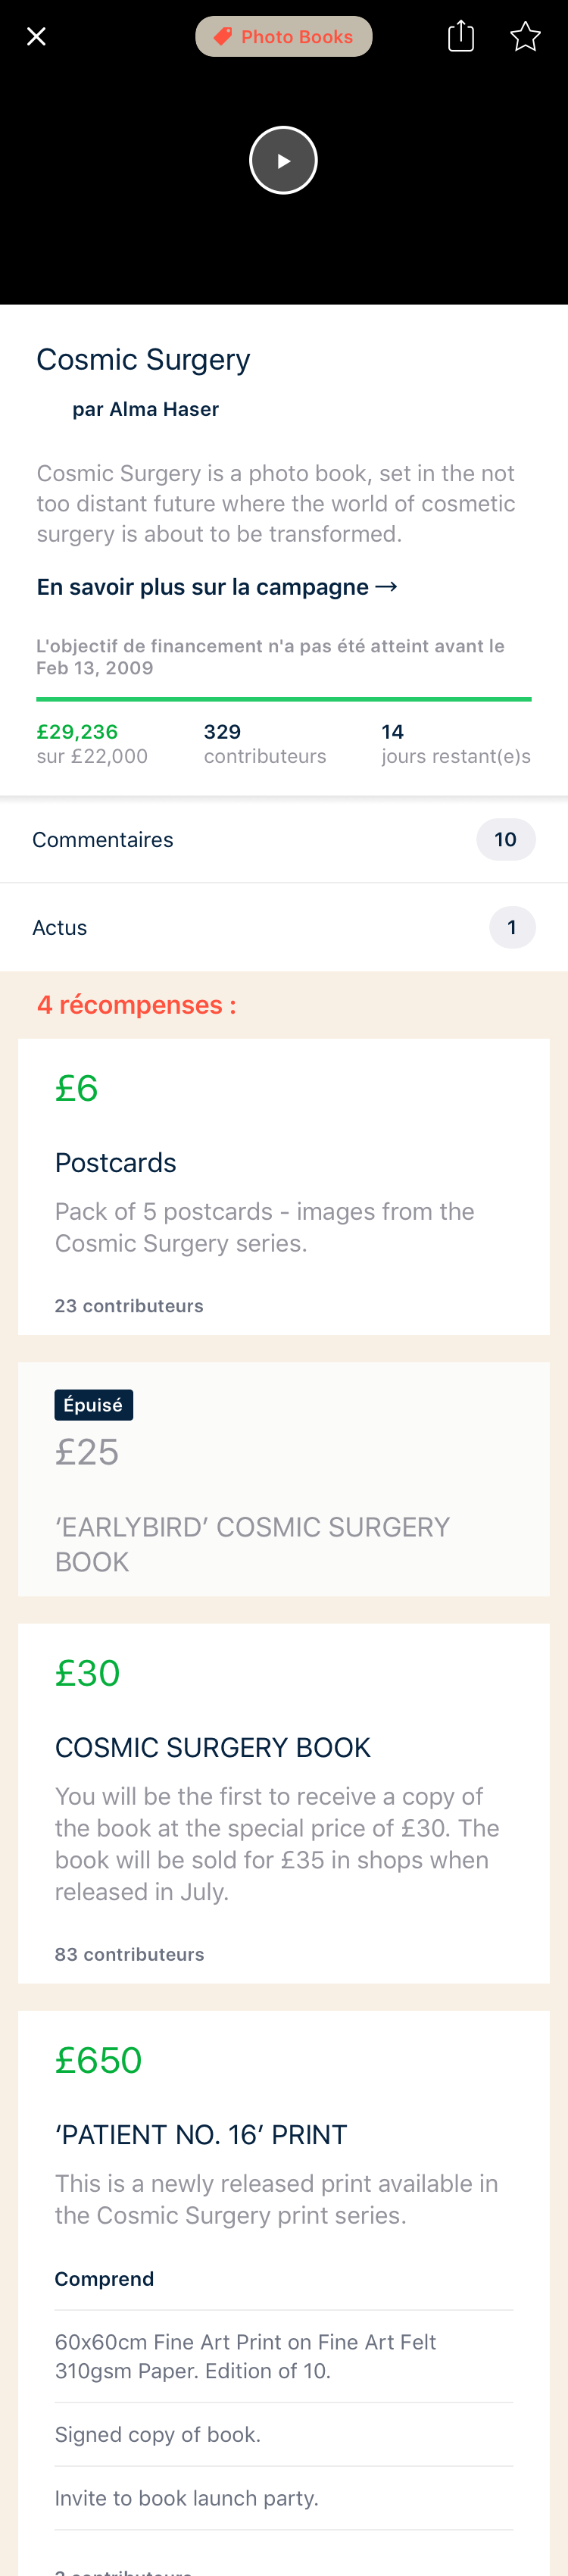 Photo Books
Cosmic Surgery
par Alma Haser
Cosmic Surgery is a photo book, set in the not
too distant future where the world of cosmetic
surgery is about to be transformed.
En savoir plus sur la campagne →
L'objectif de financement n'a pas été atteint avant le
Feb 13, 2009
£29,236
sur £22,000
329
contributeurs
14
jours restant(e)s
Commentaires
10
Actus
1
4 récompenses :
£6
Postcards
Pack of 5 postcards - images from the
Cosmic Surgery series.
23 contributeurs
Épuisé
£25
‘EARLYBIRD’ COSMIC SURGERY
BOOK
£30
COSMIC SURGERY BOOK
You will be the first to receive a copy of
the book at the special price of £30. The
book will be sold for £35 in shops when
released in July.
83 contributeurs
£650
‘PATIENT NO. 16’ PRINT
This is a newly released print available in
the Cosmic Surgery print series.
Comprend
60x60cm Fine Art Print on Fine Art Felt
310gsm Paper. Edition of 10.
Signed copy of book.
Invite to book launch party.